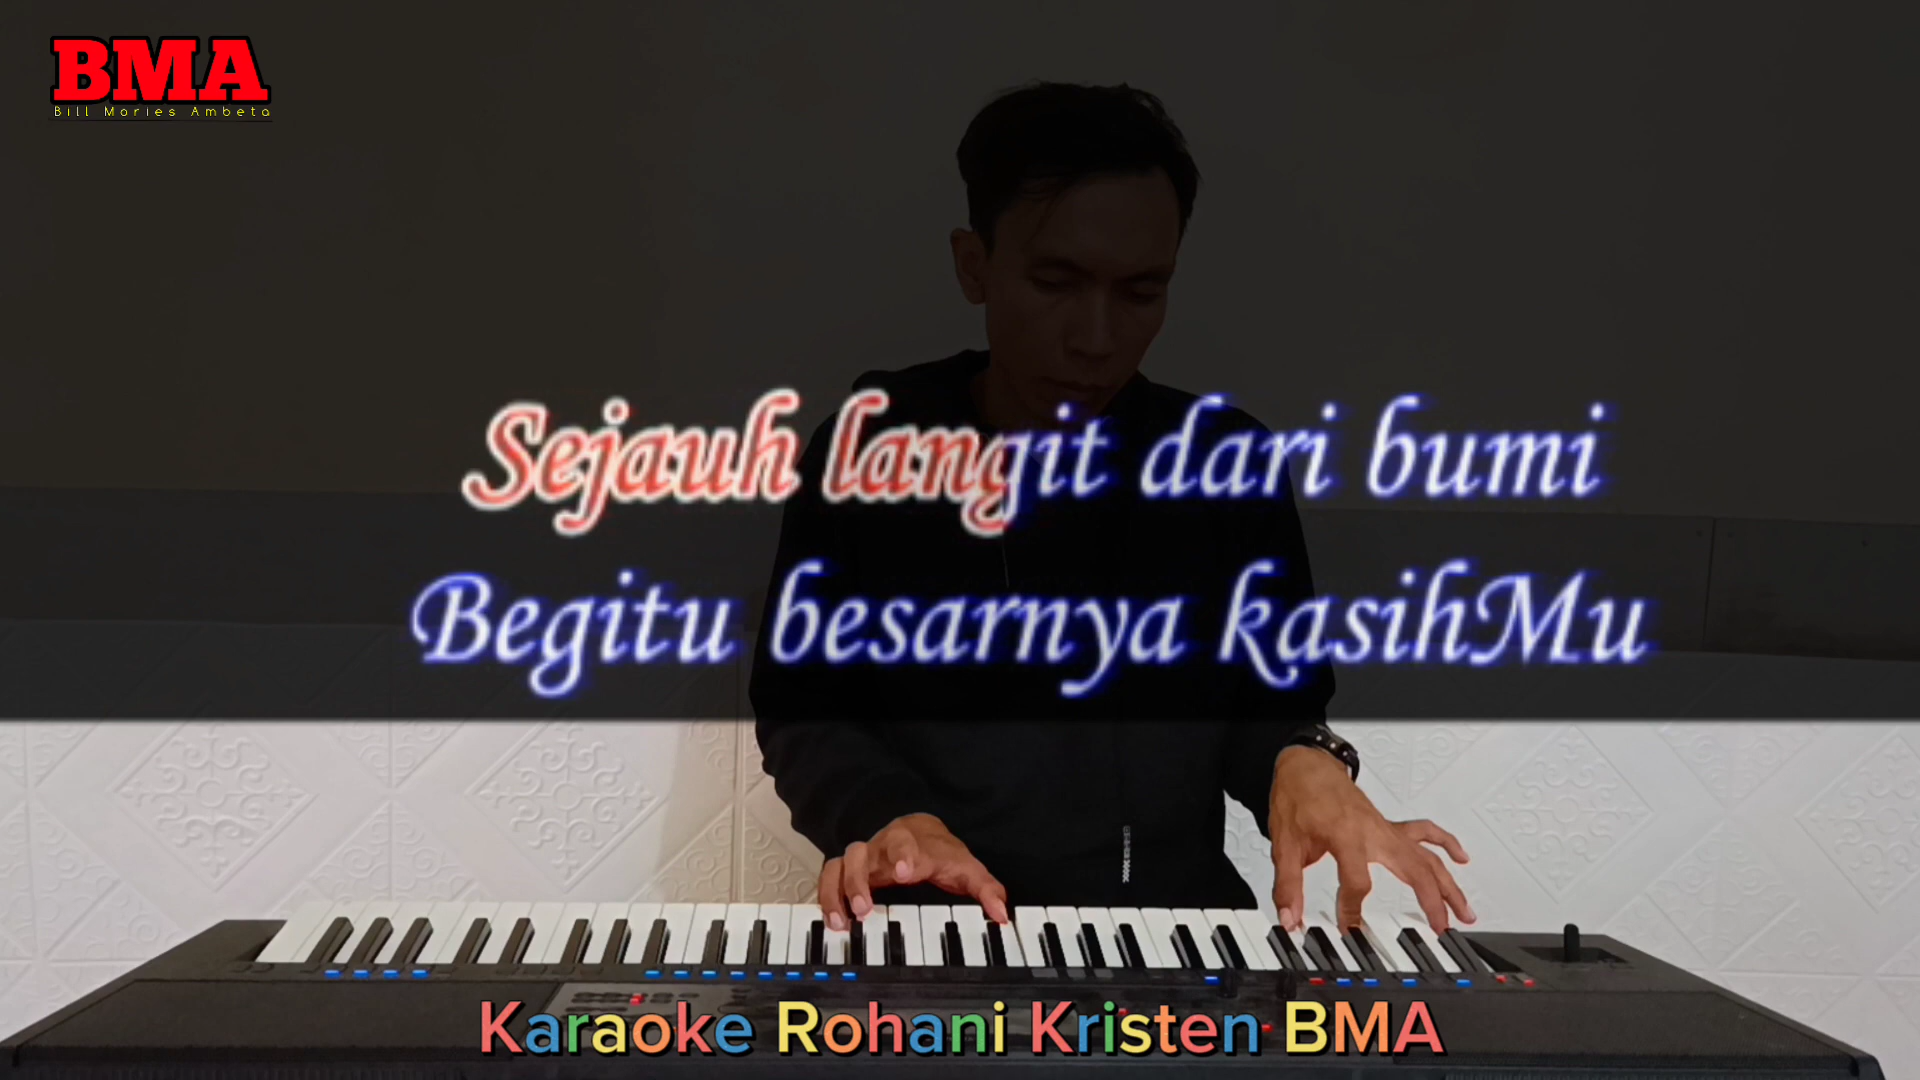 BMA
Bill Mories Ambeta
Sejauh langit dari bumi
Begitu besarnya kasihMu
Karaoke Rohani Kristen BMA